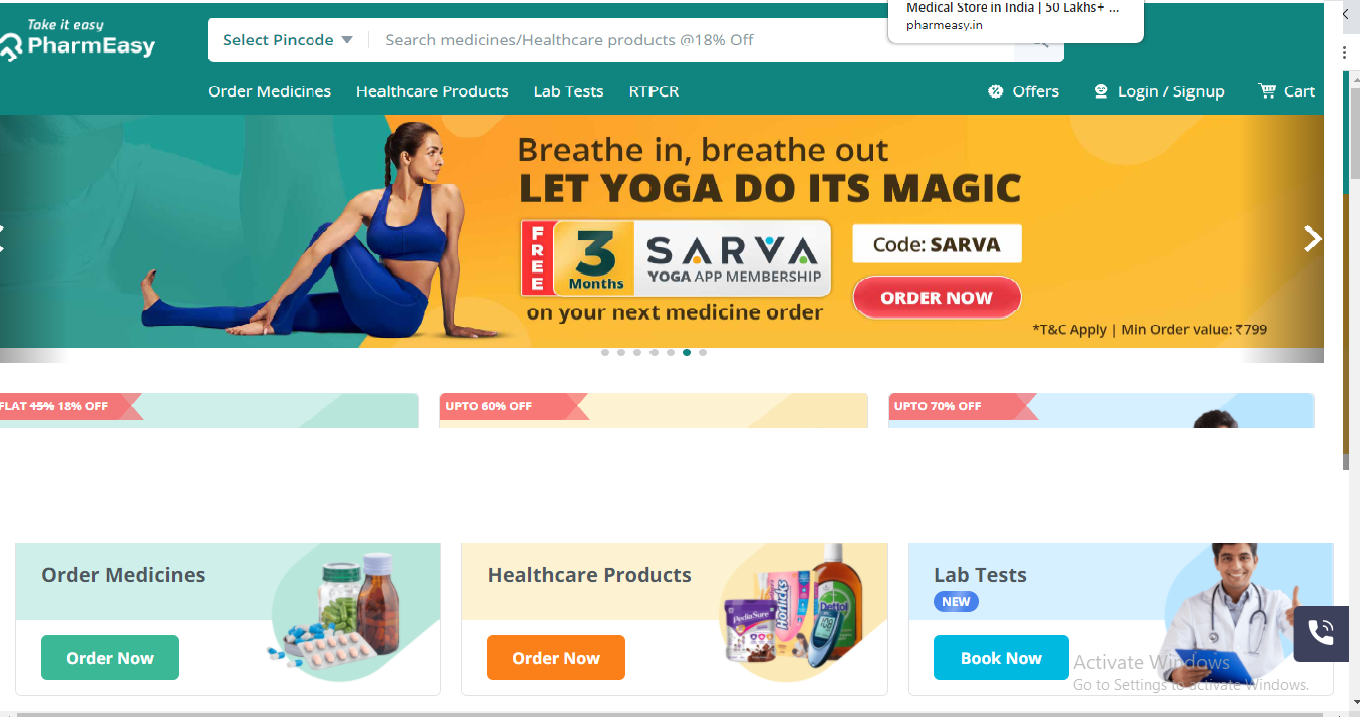 Medical Store in India | 50 Lakhs+ ...
pharmeasy.in
Take it easy
PharmEasy
Select Pincode
Search medicines/Healthcare products @18% Off
Order Medicines
Healthcare Products
Lab Tests
RTPCR
Offers
Login / Signup
Cart
Breathe in, breathe out
LET YOGA DO ITS MAGIC
FREE
3
Months
SARVA
YOGA APP MEMBERSHIP
Code: SARVA
ORDER NOW
on your next medicine order
*T&C Apply | Min Order value: ₹799
FLAT 15% 18% OFF
UPTO 60% OFF
UPTO 70% OFF
Order Medicines
Order Now
Healthcare Products
PediaSure
Horlicks
Dettol
Order Now
Lab Tests
NEW
Book Now
Activate Windows
Go to Settings to activate Windows.